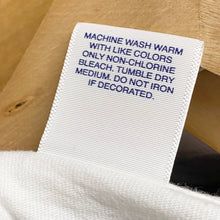 MACHINE WASH WARM
WITH LIKE COLORS
ONLY NON-CHLORINE
BLEACH. TUMBLE DRY
MEDIUM. DO NOT IRON
IF DECORATED.